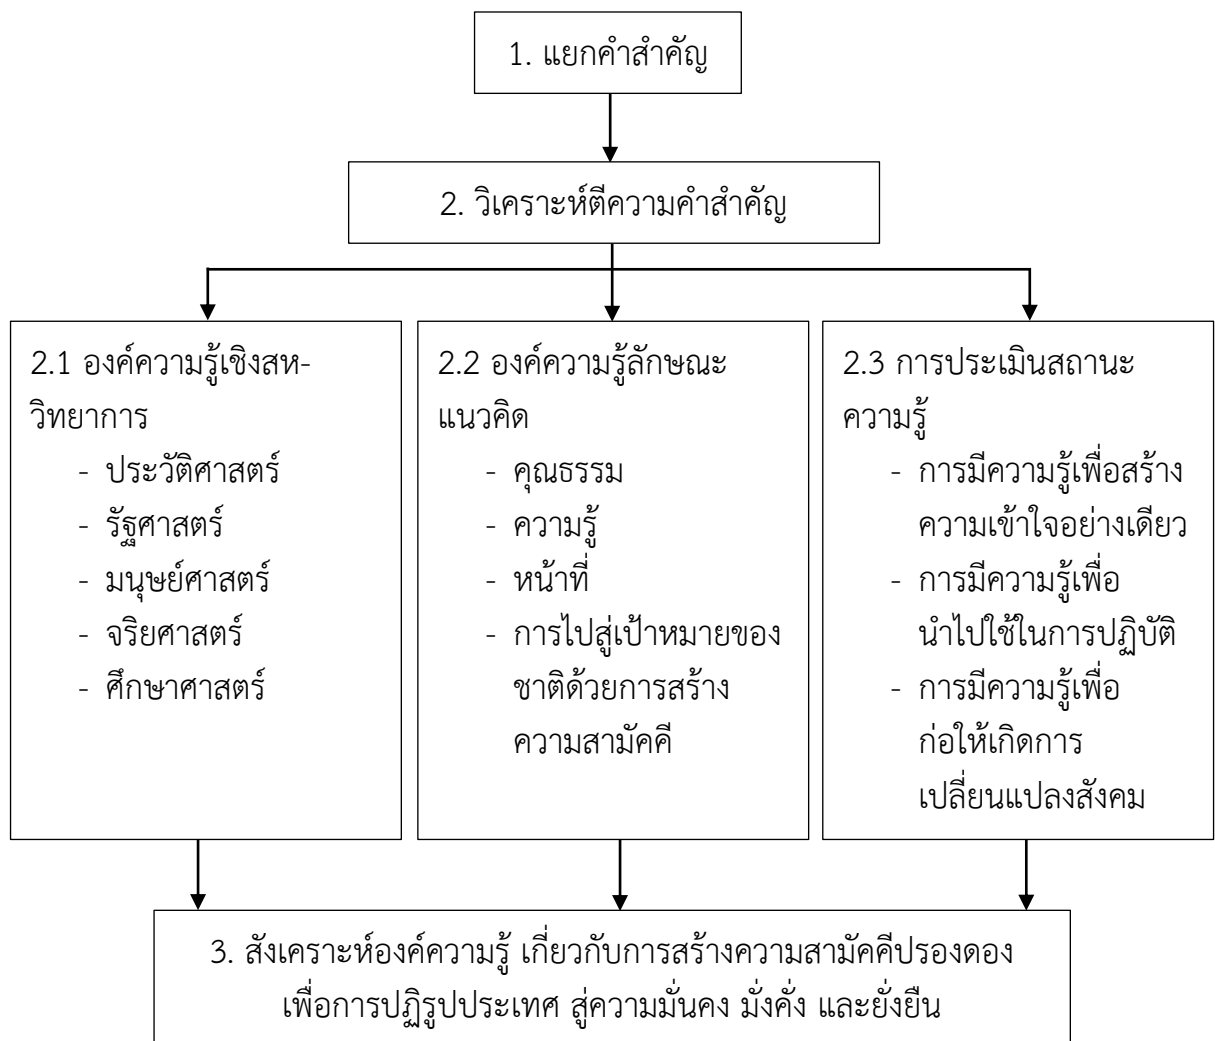 1. แยกคำสำคัญ
2. วิเคราะห์ตีความคำสำคัญ
2.1 องค์ความรู้เชิงสห-
วิทยาการ
- ประวัติศาสตร์
- รัฐศาสตร์
- มนุษย์ศาสตร์
- จริยศาสตร์
- ศึกษาศาสตร์
2.2 องค์ความรู้ลักษณะ
แนวคิด
- คุณธรรม
- ความรู้
- หน้าที่
- การไปสู่เป้าหมายของ
ชาติด้วยการสร้าง
ความสามัคคี
2.3 การประเมินสถานะ
ความรู้
- การมีความรู้เพื่อสร้าง
ความเข้าใจอย่างเดียว
- การมีความรู้เพื่อ
นำไปใช้ในการปฏิบัติ
- การมีความรู้เพื่อ
ก่อให้เกิดการ
เปลี่ยนแปลงสังคม
3. สังเคราะห์องค์ความรู้ เกี่ยวกับการสร้างความสามัคคีปรองดอง
เพื่อการปฏิรูปประเทศ สู่ความมั่นคง มั่งคั่ง และยั่งยืน